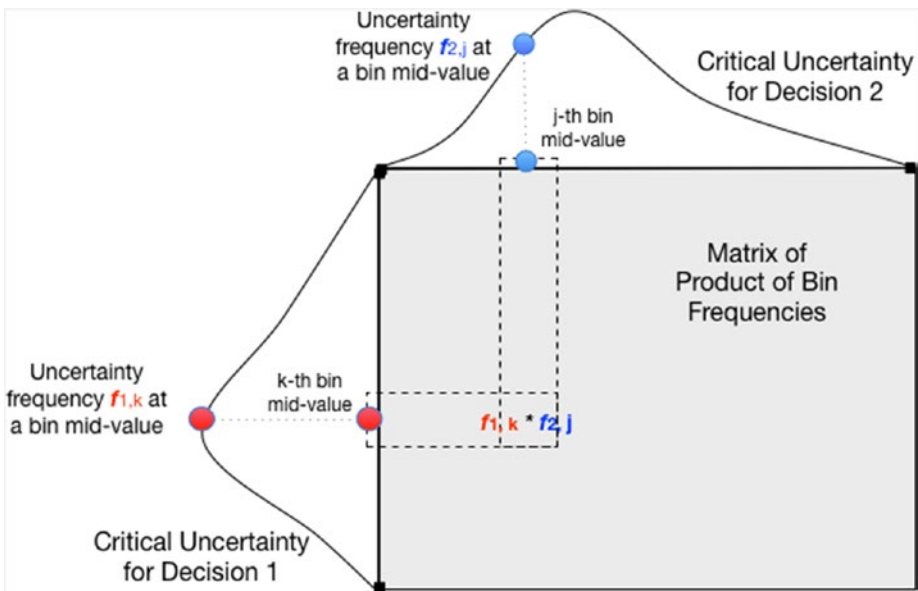 Uncertainty
frequency f2,j at
a bin mid-value
Critical Uncertainty
for Decision 2
j-th bin
mid-value
Matrix of
Product of Bin
Frequencies
Uncertainty
frequency f1,k at
a bin mid-value
k-th bin
mid-value
f1, k * f2, j
Critical Uncertainty
for Decision 1